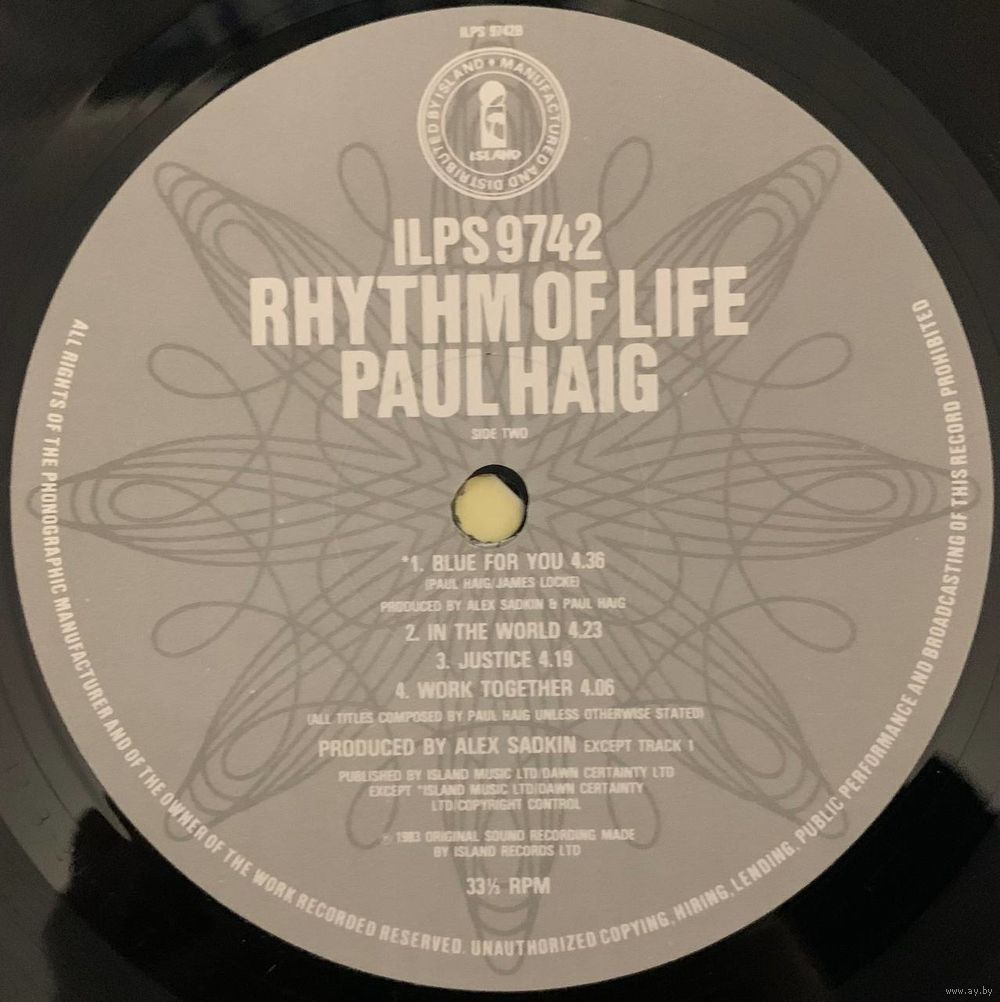 ILPS 9742B
MANUFACTURED AND DISTRIBUTED BY ISLAND •
ISLAND
ILPS 9742
RHYTHM OF LIFE
PAUL HAIG
SIDE TWO
*1. BLUE FOR YOU 4.36
(PAUL HAIG/JAMES LOCKE)
PRODUCED BY ALEX SADKIN & PAUL HAIG
2. IN THE WORLD 4.23
3. JUSTICE 4.19
4. WORK TOGETHER 4.06
(ALL TITLES COMPOSED BY PAUL HAIG UNLESS OTHERWISE STATED)
PRODUCED BY ALEX SADKIN EXCEPT TRACK 1
PUBLISHED BY ISLAND MUSIC LTD/DAWN CERTAINTY LTD
EXCEPT *ISLAND MUSIC LTD/DAWN CERTAINTY
LTD/COPYRIGHT CONTROL
℗ 1983 ORIGINAL SOUND RECORDING MADE
BY ISLAND RECORDS LTD
33⅓ RPM
ALL RIGHTS OF THE PHONOGRAPHIC MANUFACTURER AND OF THE OWNER OF THE WORK RECORDED RESERVED. UNAUTHORIZED COPYING, HIRING, LENDING, PUBLIC PERFORMANCE AND BROADCASTING OF THIS RECORD PROHIBITED
www.ay.by